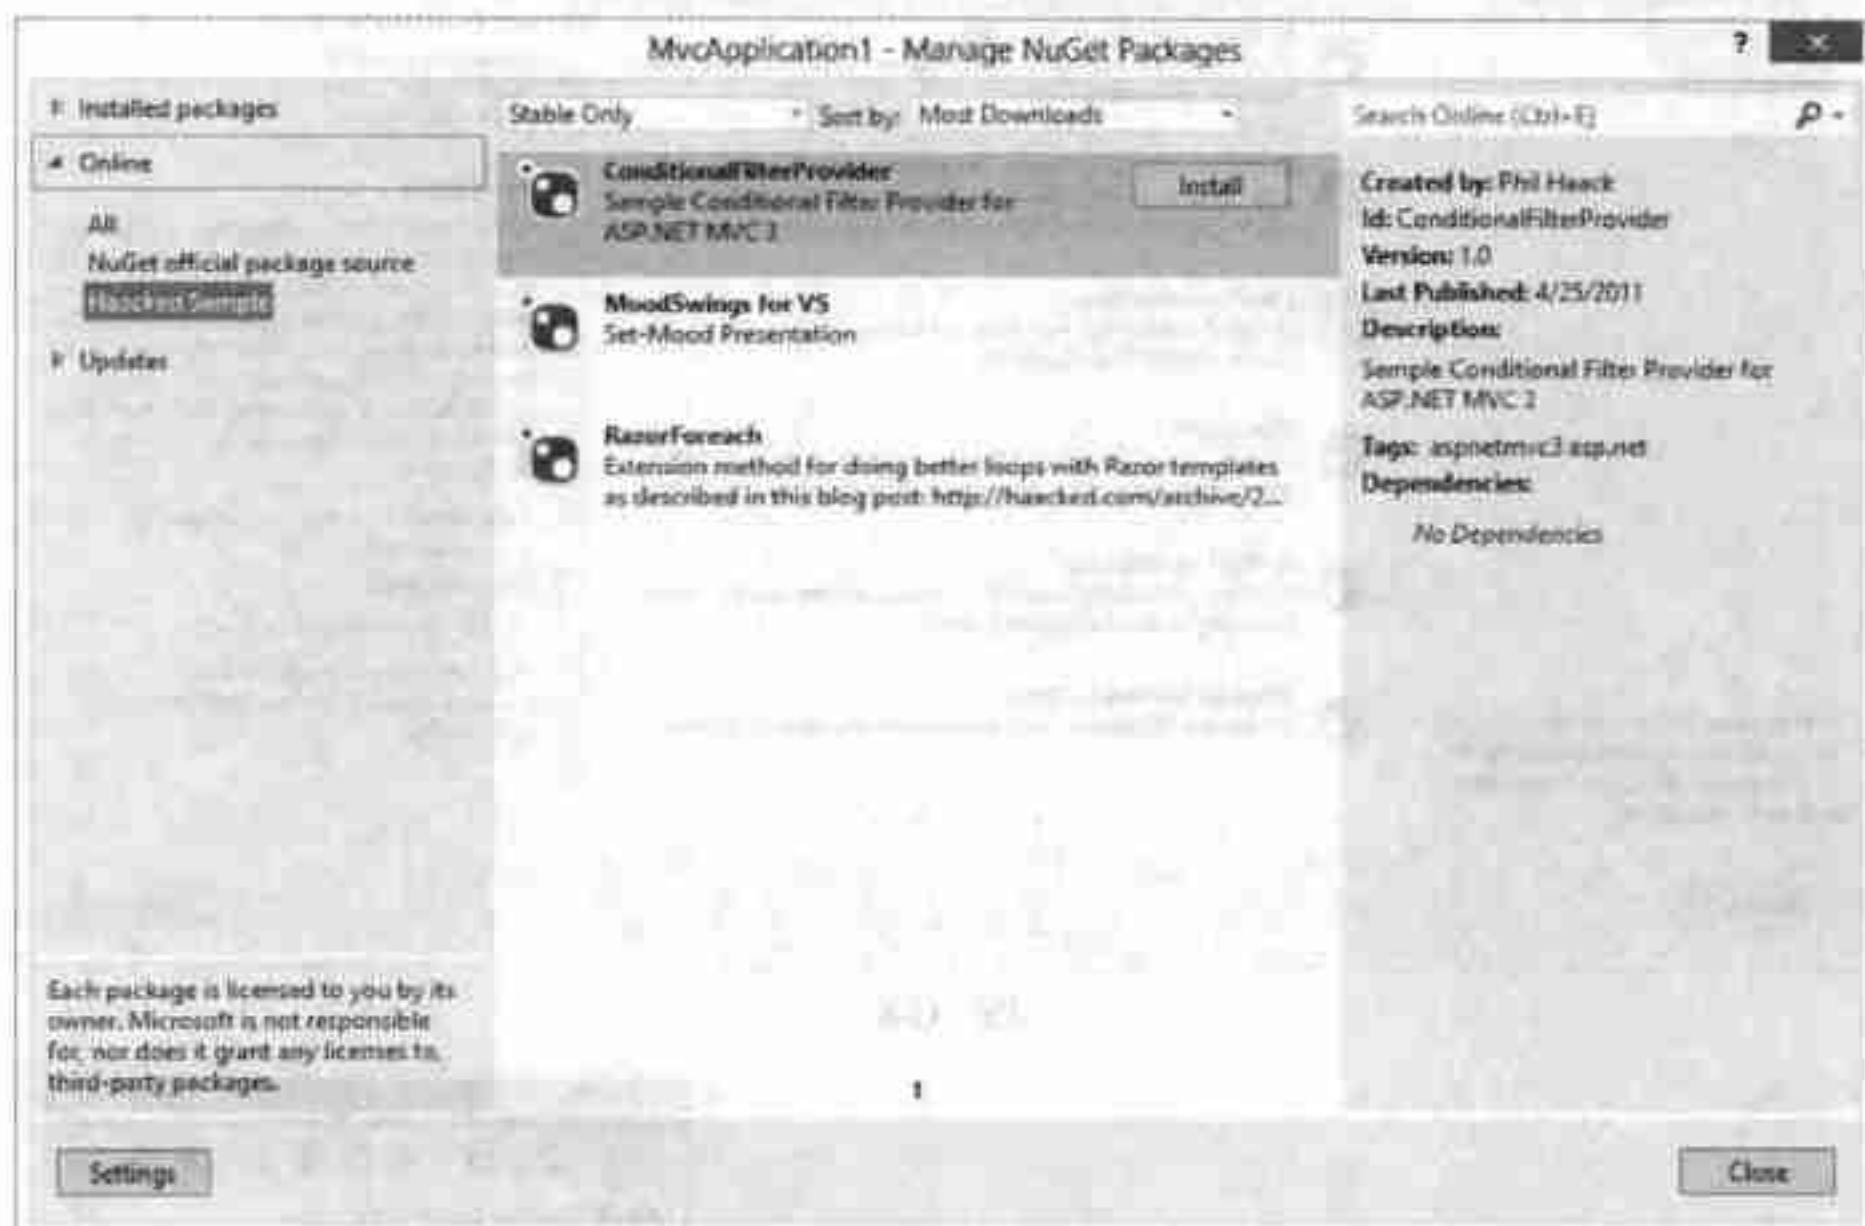 MvcApplication1 - Manage NuGet Packages
?
Installed packages
Online
All
NuGet official package source
Haacked Sample
Updates
Each package is licensed to you by its
owner. Microsoft is not responsible
for, nor does it grant any licenses to,
third-party packages.
Settings
Stable Only
Sort by: Most Downloads
ConditionalFilterProvider
Install
Sample Conditional Filter Provider for
ASP.NET MVC 3
MoodSwings for VS
Set-Mood Presentation
RazorForeach
Extension method for doing better loops with Razor templates
as described in this blog post: http://haacked.com/archive/2...
1
Search Online (Ctrl+E)
Created by: Phil Haack
Id: ConditionalFilterProvider
Version: 1.0
Last Published: 4/25/2011
Description:
Sample Conditional Filter Provider for
ASP.NET MVC 3
Tags: aspnetmvc3 asp.net
Dependencies:
No Dependencies
Close